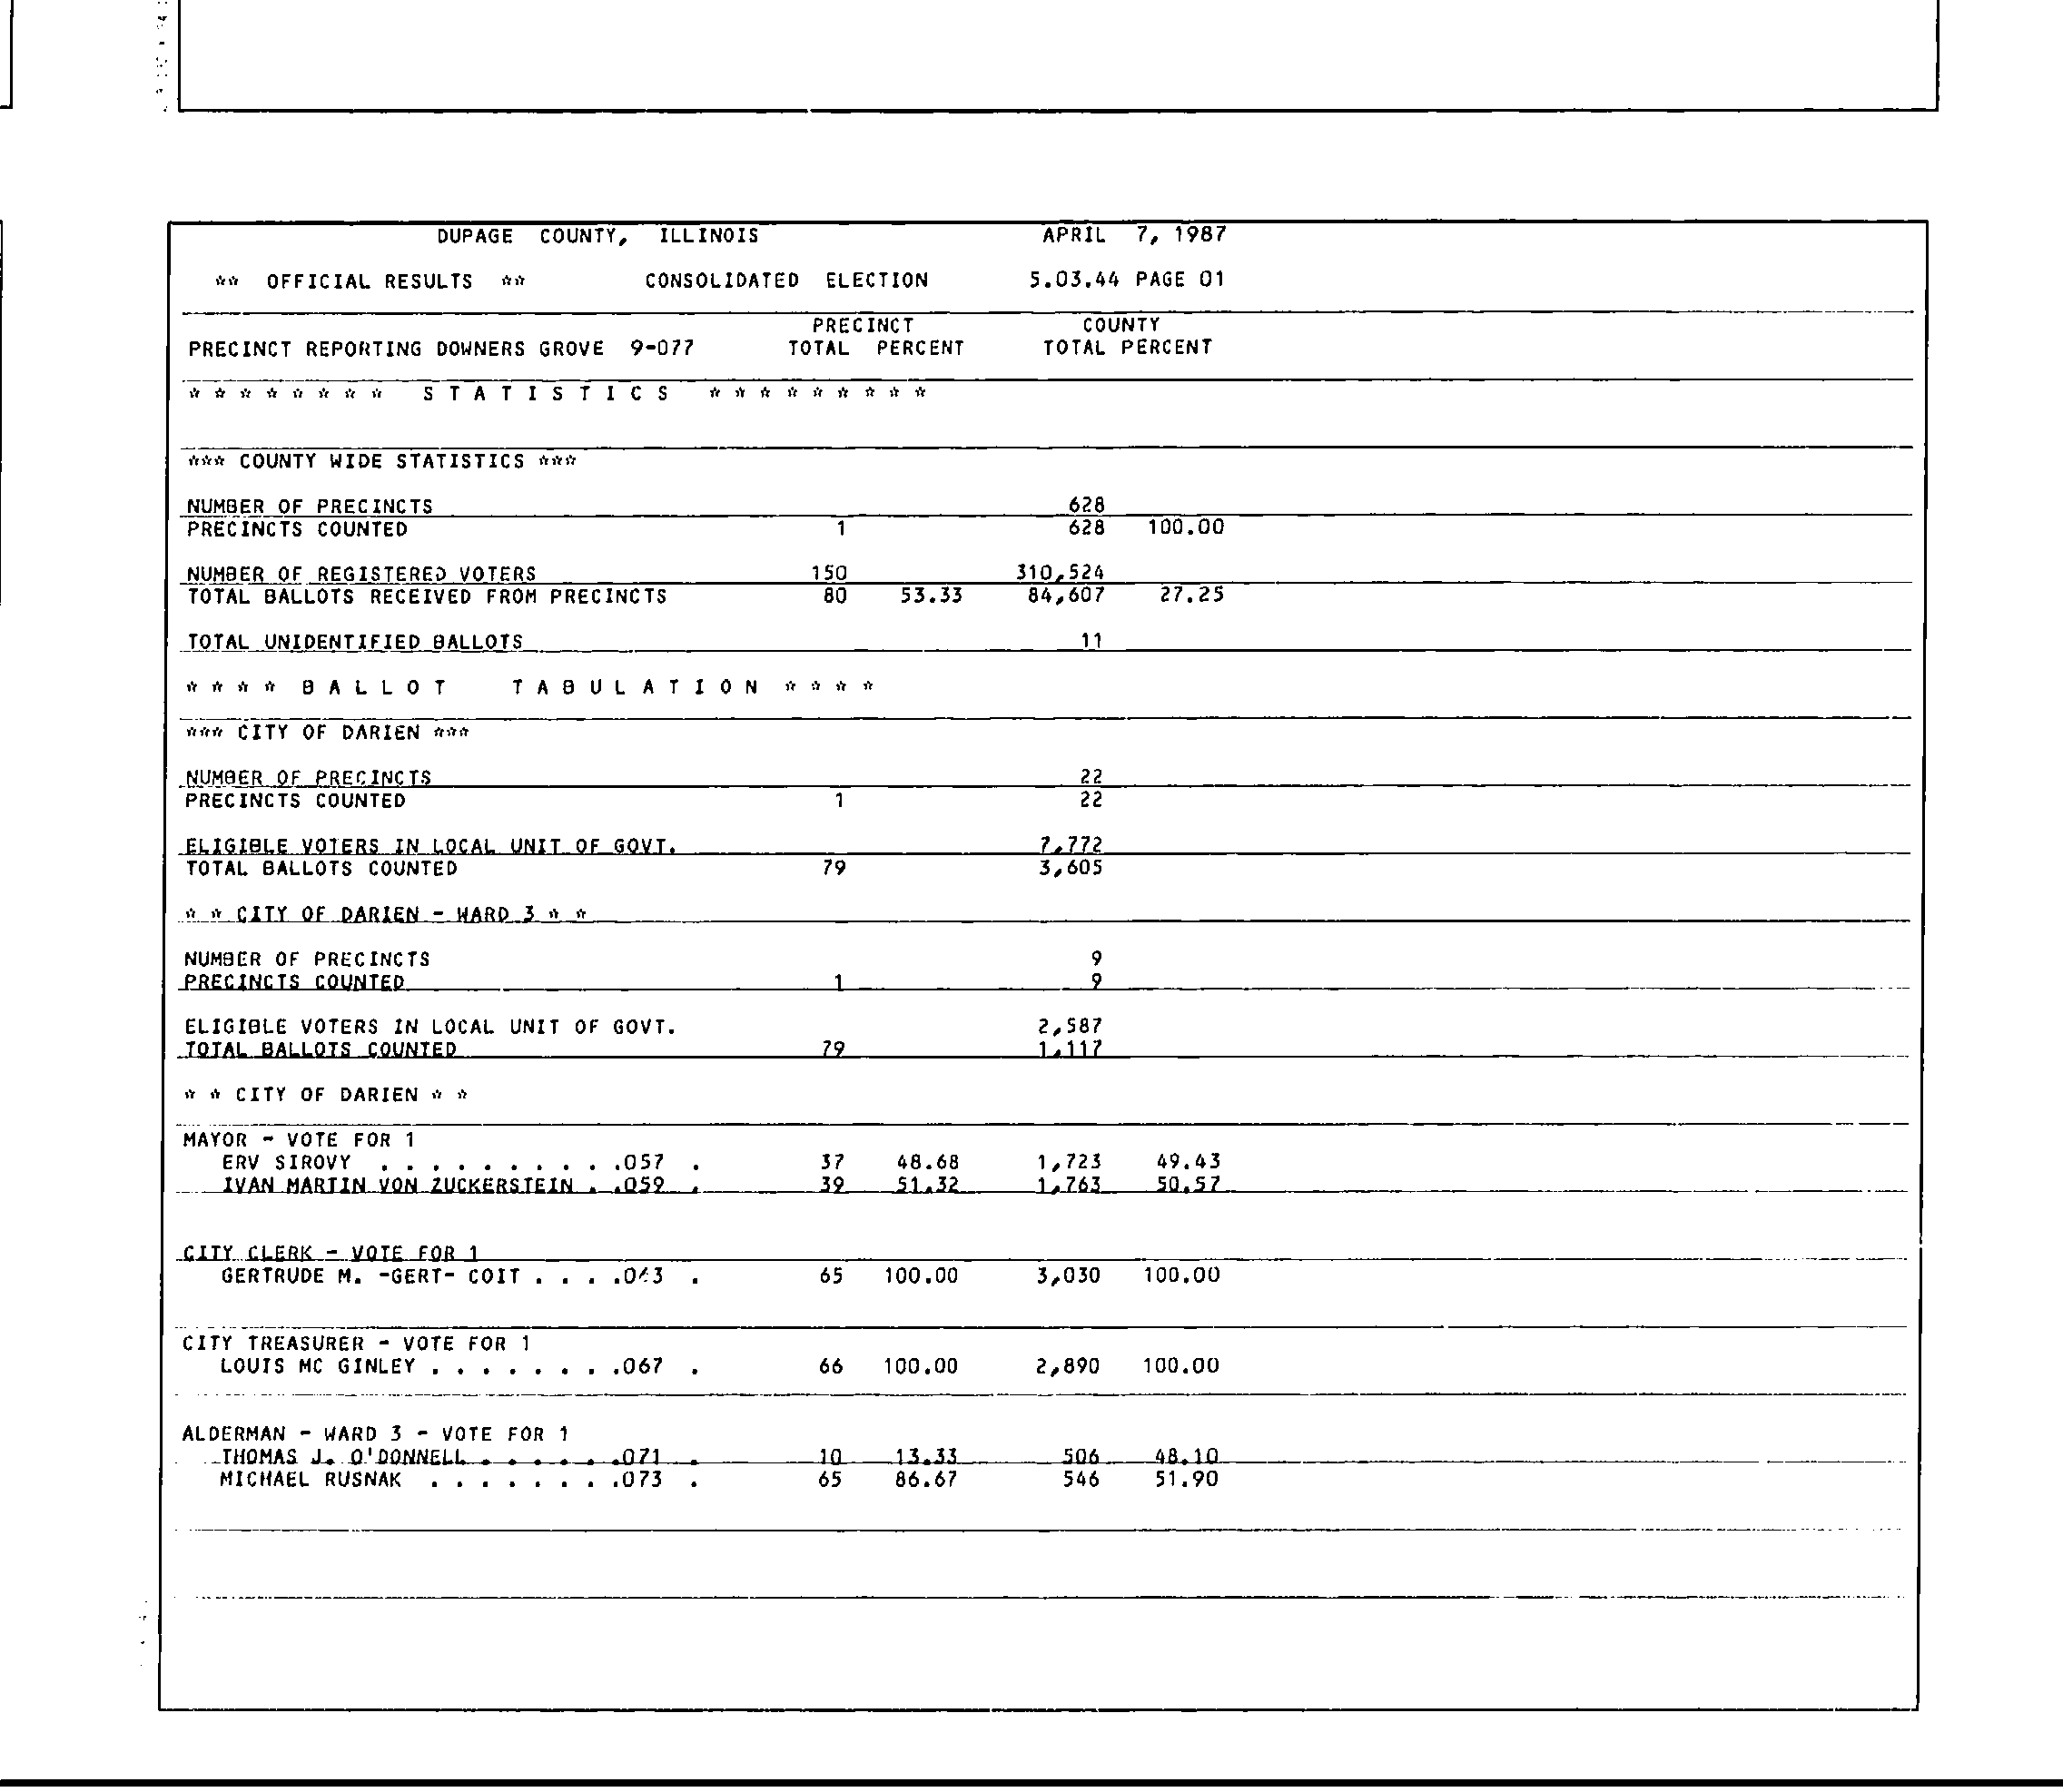 DUPAGE COUNTY, ILLINOIS APRIL 7, 1987
** OFFICIAL RESULTS ** CONSOLIDATED ELECTION 5.03.44 PAGE 01
PRECINCT COUNTY
PRECINCT REPORTING DOWNERS GROVE 9-077 TOTAL PERCENT TOTAL PERCENT
* * * * * * * * S T A T I S T I C S * * * * * * * * *
*** COUNTY WIDE STATISTICS ***
NUMBER OF PRECINCTS 628
PRECINCTS COUNTED 1 628 100.00
NUMBER OF REGISTERED VOTERS 150 310,524
TOTAL BALLOTS RECEIVED FROM PRECINCTS 80 53.33 84,607 27.25
TOTAL UNIDENTIFIED BALLOTS 11
* * * * B A L L O T T A B U L A T I O N * * * *
*** CITY OF DARIEN ***
NUMBER OF PRECINCTS 22
PRECINCTS COUNTED 1 22
ELIGIBLE VOTERS IN LOCAL UNIT OF GOVT. 7,772
TOTAL BALLOTS COUNTED 79 3,605
* * CITY OF DARIEN - WARD 3 * *
NUMBER OF PRECINCTS 9
PRECINCTS COUNTED 1 9
ELIGIBLE VOTERS IN LOCAL UNIT OF GOVT. 2,587
TOTAL BALLOTS COUNTED 79 1,117
* * CITY OF DARIEN * *
MAYOR - VOTE FOR 1
ERV SIROVY . . . . . . . . . .057 . 37 48.68 1,723 49.43
IVAN MARTIN VON ZUCKERSTEIN . .059 . 39 51.32 1,763 50.57
CITY CLERK - VOTE FOR 1
GERTRUDE M. -GERT- COIT . . . .063 . 65 100.00 3,030 100.00
CITY TREASURER - VOTE FOR 1
LOUIS MC GINLEY . . . . . . . .067 . 66 100.00 2,890 100.00
ALDERMAN - WARD 3 - VOTE FOR 1
THOMAS J. O'DONNELL . . . . . .071 . 10 13.33 506 48.10
MICHAEL RUSNAK . . . . . . . .073 . 65 86.67 546 51.90